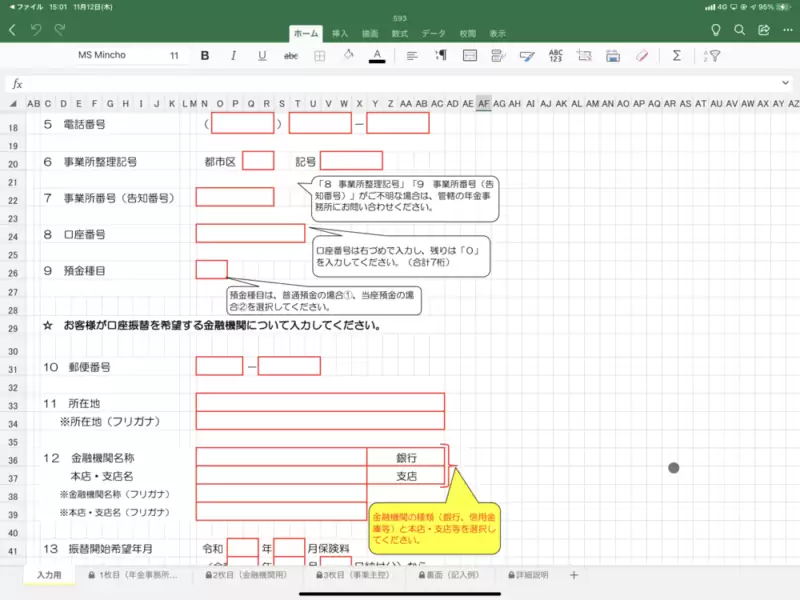 ファイル 15:01 11月12日(木)
4G 95%
593
ホーム 挿入 描画 数式 データ 校閲 表示
MS Mincho 11 B I U abc A ABC 123 Σ
fx
AB C D E F G H I J K L M N O P Q R S T U V W X Y Z AA AB AC AD AE AF AG AH AI AJ AK AL AM AN AO AP AQ AR AS AT AU AV AW AX AY AZ
18 5 電話番号 ( ) −
19
20 6 事業所整理記号 都市区 記号
21 「8 事業所整理記号」「9 事業所番号(告
知番号)」がご不明な場合は、管轄の年金事
務所にお問い合わせください。
22 7 事業所番号(告知番号)
23
24 8 口座番号
口座番号は右づめで入力し、残りは「0」
を入力してください。(合計7桁)
25
26 9 預金種目
27 預金種目は、普通預金の場合①、当座預金の場
合②を選択してください。
28
29 ☆ お客様が口座振替を希望する金融機関について入力してください。
30
31 10 郵便番号 −
32
33 11 所在地
34 ※所在地(フリガナ)
35
36 12 金融機関名称 銀行
37 本店・支店名 支店
38 ※金融機関名称(フリガナ)
39 ※本店・支店名(フリガナ)
金融機関の種類(銀行、信用金
庫等)と本店・支店等を選択し
てください。
40
41 13 振替開始希望年月 令和 年 月保険料
入力用 1枚目(年金事務所... 2枚目(金融機関用) 3枚目(事業主控) 裏面(記入例) 詳細説明 +